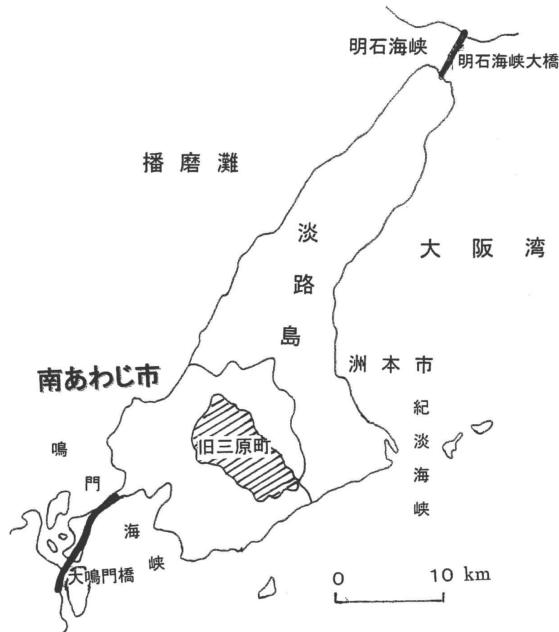 明石海峡
明石海峡大橋
播磨灘
淡路島
大阪湾
南あわじ市
洲本市
旧三原町
紀淡海峡
鳴門
海峡
大鳴門橋
0 10 km